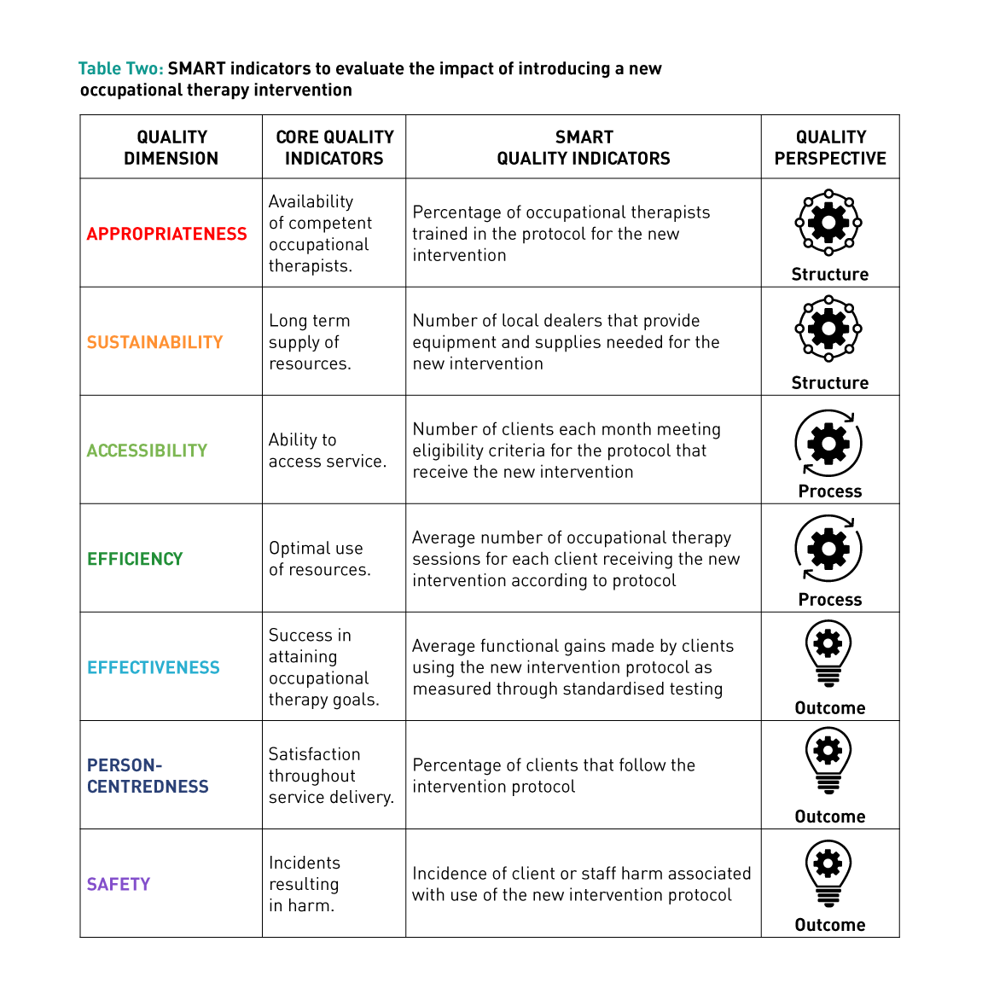 Table Two: SMART indicators to evaluate the impact of introducing a new
occupational therapy intervention
QUALITY
DIMENSION
CORE QUALITY
INDICATORS
SMART
QUALITY INDICATORS
QUALITY
PERSPECTIVE
APPROPRIATENESS
Availability
of competent
occupational
therapists.
Percentage of occupational therapists
trained in the protocol for the new
intervention
Structure
SUSTAINABILITY
Long term
supply of
resources.
Number of local dealers that provide
equipment and supplies needed for the
new intervention
Structure
ACCESSIBILITY
Ability to
access service.
Number of clients each month meeting
eligibility criteria for the protocol that
receive the new intervention
Process
EFFICIENCY
Optimal use
of resources.
Average number of occupational therapy
sessions for each client receiving the new
intervention according to protocol
Process
EFFECTIVENESS
Success in
attaining
occupational
therapy goals.
Average functional gains made by clients
using the new intervention protocol as
measured through standardised testing
Outcome
PERSON-
CENTREDNESS
Satisfaction
throughout
service delivery.
Percentage of clients that follow the
intervention protocol
Outcome
SAFETY
Incidents
resulting
in harm.
Incidence of client or staff harm associated
with use of the new intervention protocol
Outcome